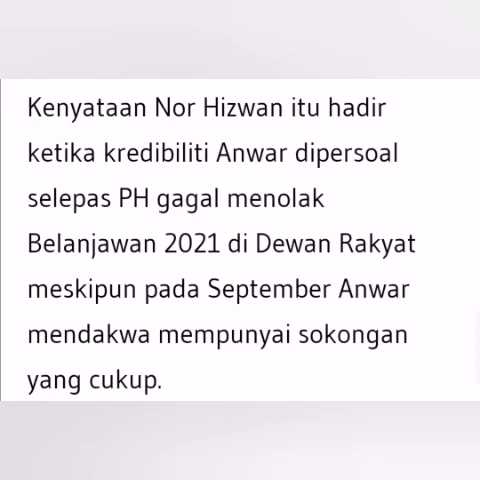 Kenyataan Nor Hizwan itu hadir
ketika kredibiliti Anwar dipersoal
selepas PH gagal menolak
Belanjawan 2021 di Dewan Rakyat
meskipun pada September Anwar
mendakwa mempunyai sokongan
yang cukup.